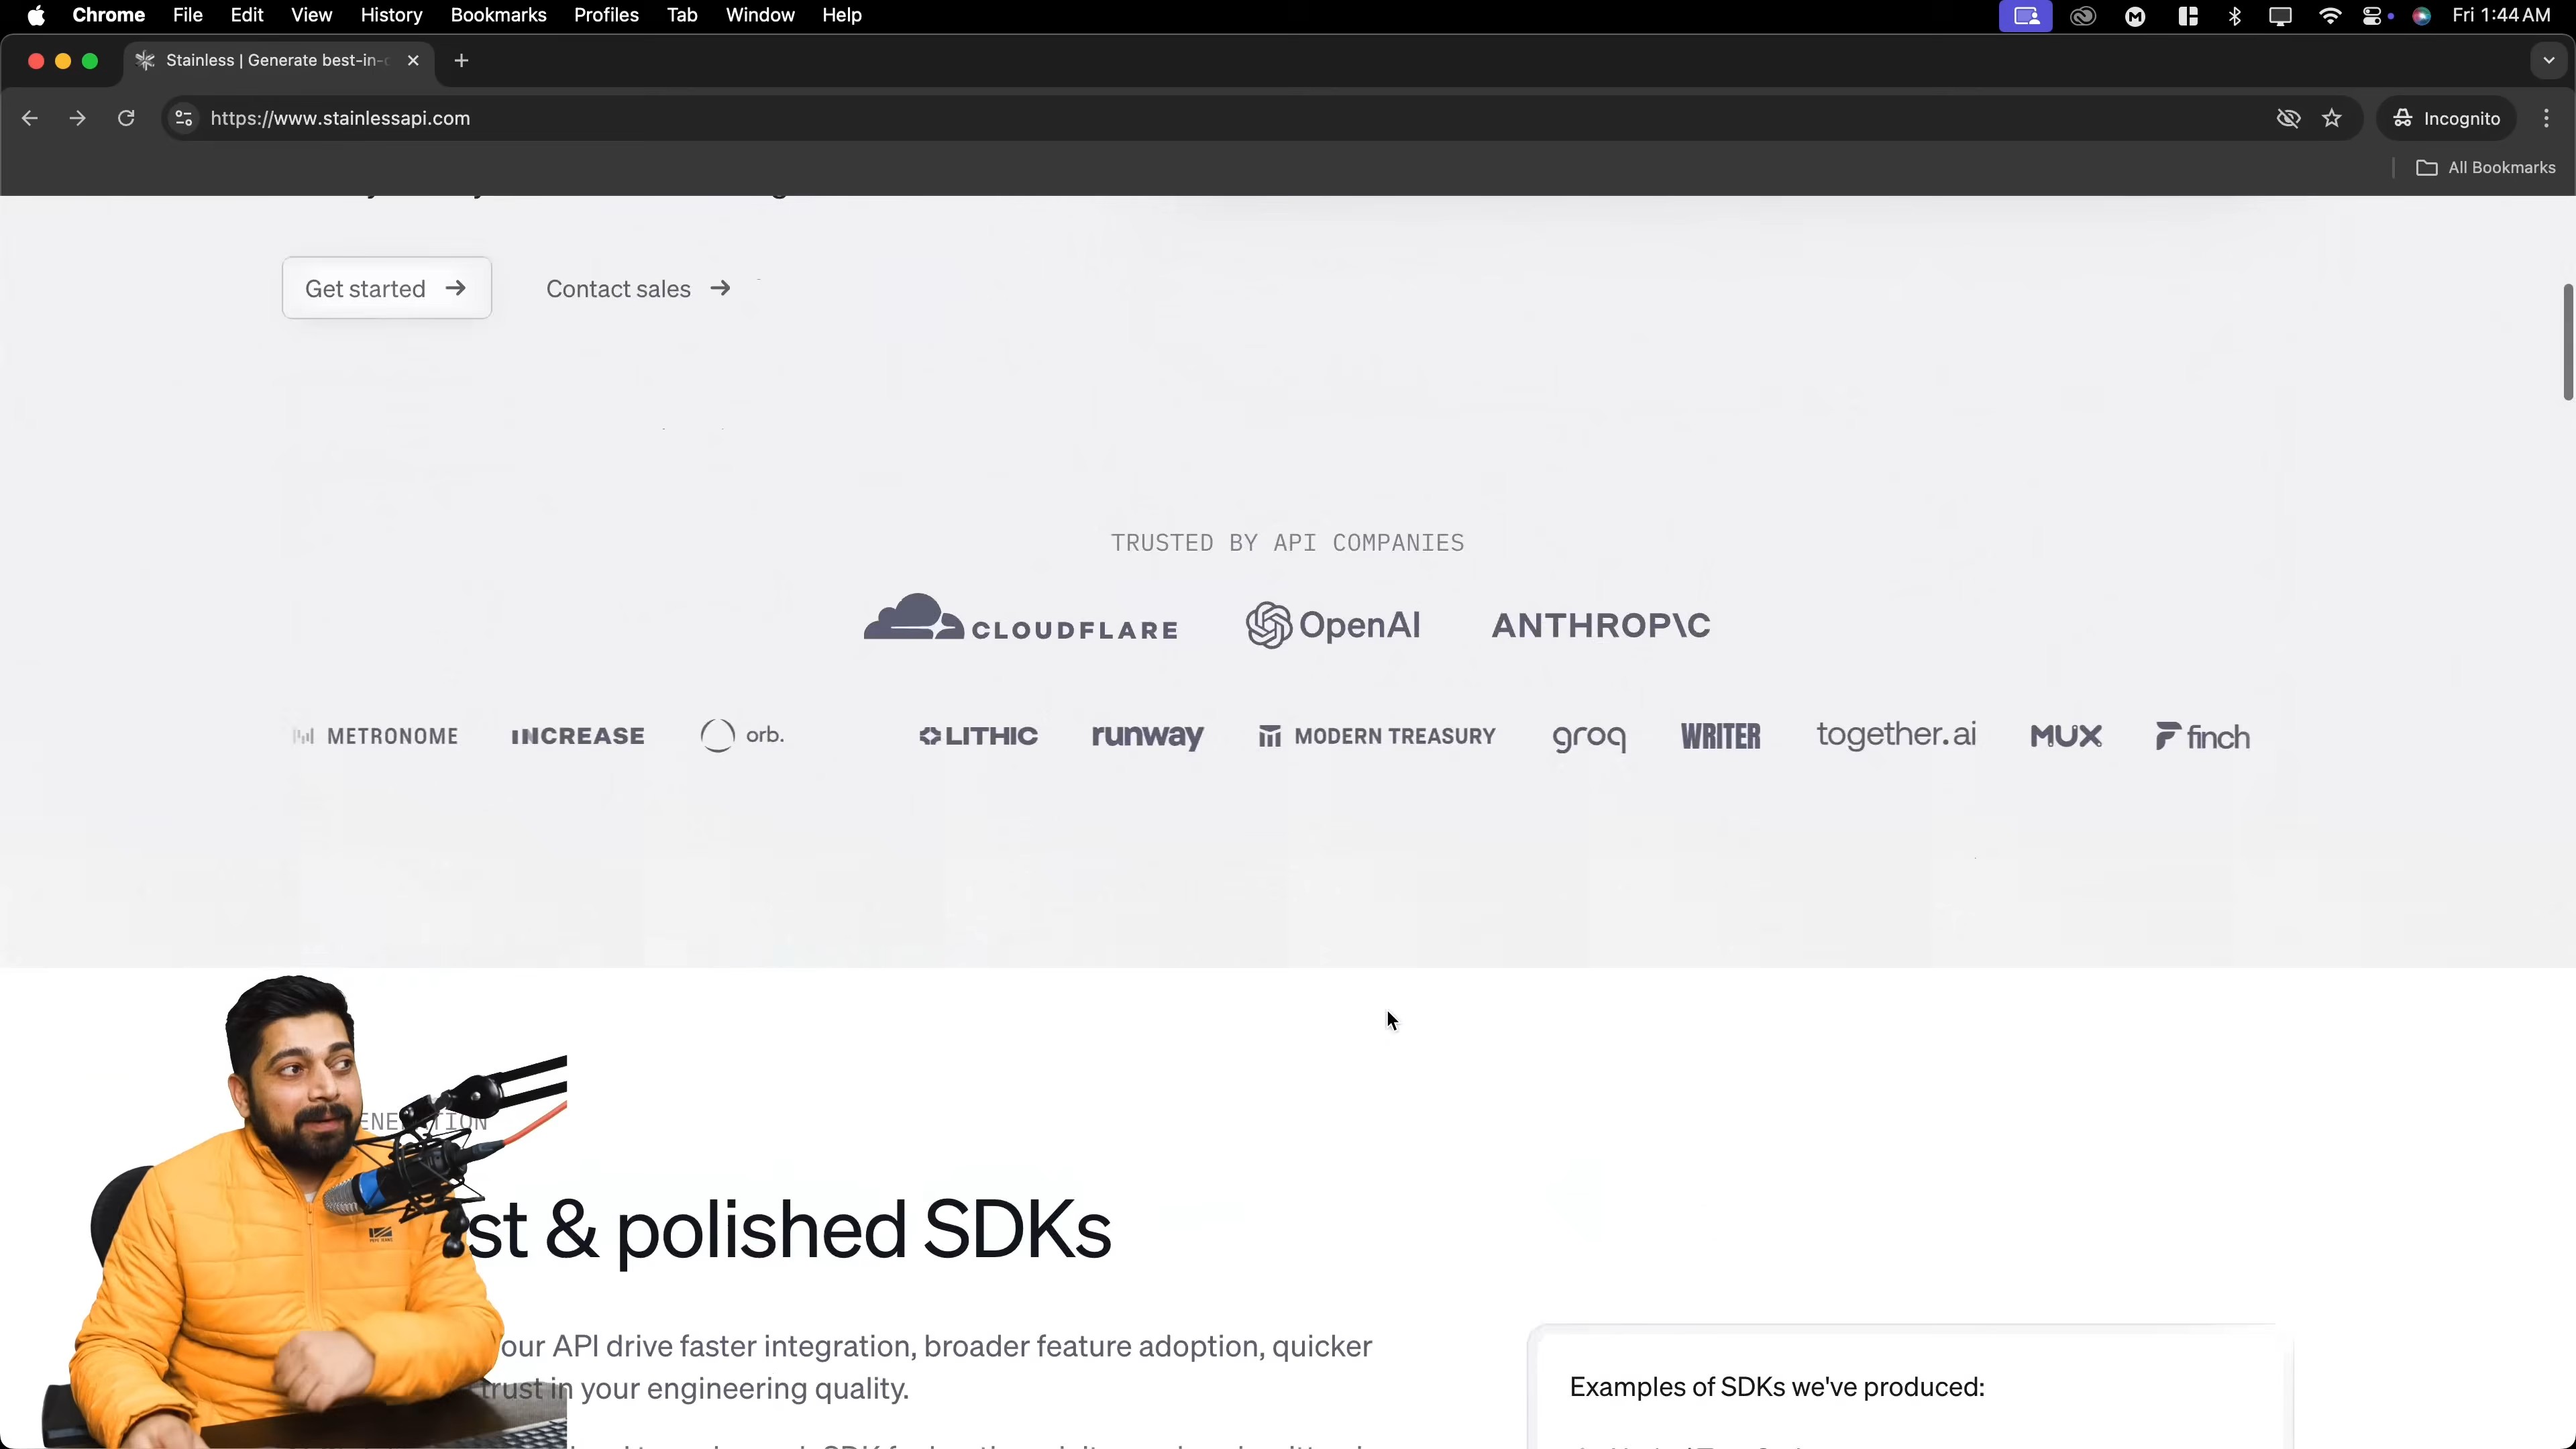 Chrome File Edit View History Bookmarks Profiles Tab Window Help Fri 1:44 AM
Stainless | Generate best-in-
https://www.stainlessapi.com Incognito
All Bookmarks
Get started → Contact sales →
TRUSTED BY API COMPANIES
CLOUDFLARE OpenAI ANTHROP\C
METRONOME INCREASE orb. LITHIC runway MODERN TREASURY groq WRITER together.ai MUX finch
st & polished SDKs
our API drive faster integration, broader feature adoption, quicker
trust in your engineering quality.
Examples of SDKs we've produced: